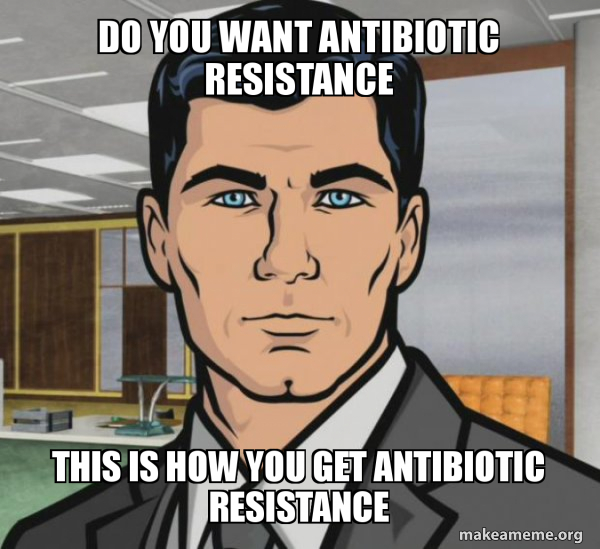 DO YOU WANT ANTIBIOTIC
RESISTANCE
THIS IS HOW YOU GET ANTIBIOTIC
RESISTANCE
makeameme.org